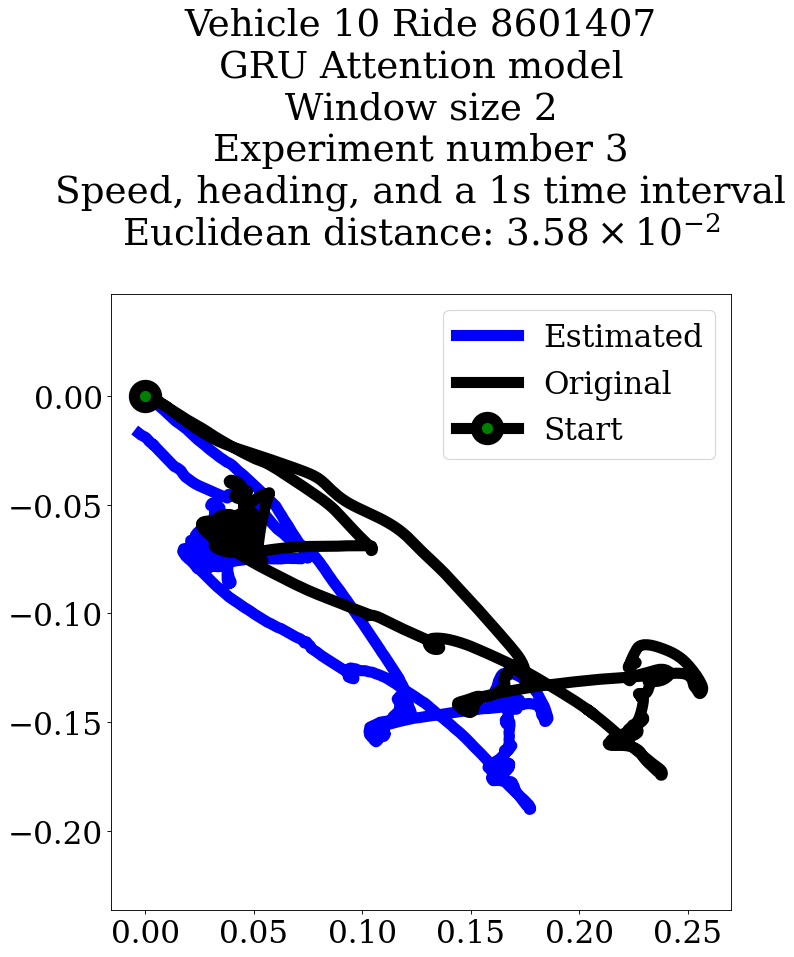 Vehicle 10 Ride 8601407
GRU Attention model
Window size 2
Experiment number 3
Speed, heading, and a 1s time interval
Euclidean distance: 3.58 × 10⁻²
Estimated
Original
Start
0.00
−0.05
−0.10
−0.15
−0.20
0.00 0.05 0.10 0.15 0.20 0.25